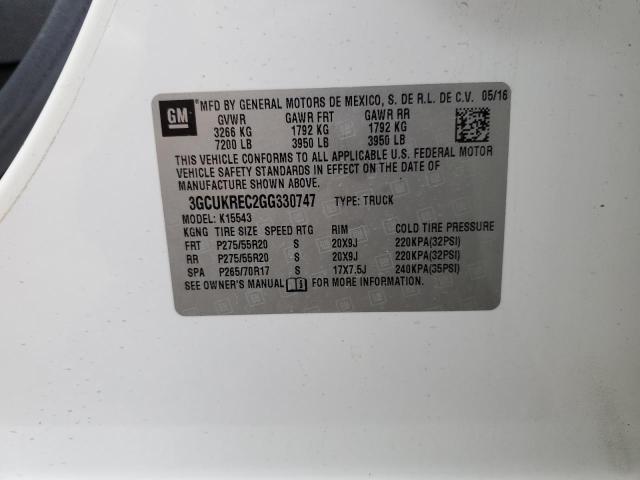 GM
MFD BY GENERAL MOTORS DE MEXICO, S. DE R.L. DE C.V. 05/16
GVWR GAWR FRT GAWR RR
3266 KG 1792 KG 1792 KG
7200 LB 3950 LB 3950 LB
THIS VEHICLE CONFORMS TO ALL APPLICABLE U.S. FEDERAL MOTOR
VEHICLE SAFETY STANDARDS IN EFFECT ON THE DATE OF
MANUFACTURE SHOWN ABOVE.
3GCUKREC2GG330747 TYPE: TRUCK
MODEL: K15543
KGNG TIRE SIZE SPEED RTG RIM COLD TIRE PRESSURE
FRT P275/55R20 S 20X9J 220KPA(32PSI)
RR P275/55R20 S 20X9J 220KPA(32PSI)
SPA P265/70R17 S 17X7.5J 240KPA(35PSI)
SEE OWNER'S MANUAL FOR MORE INFORMATION.